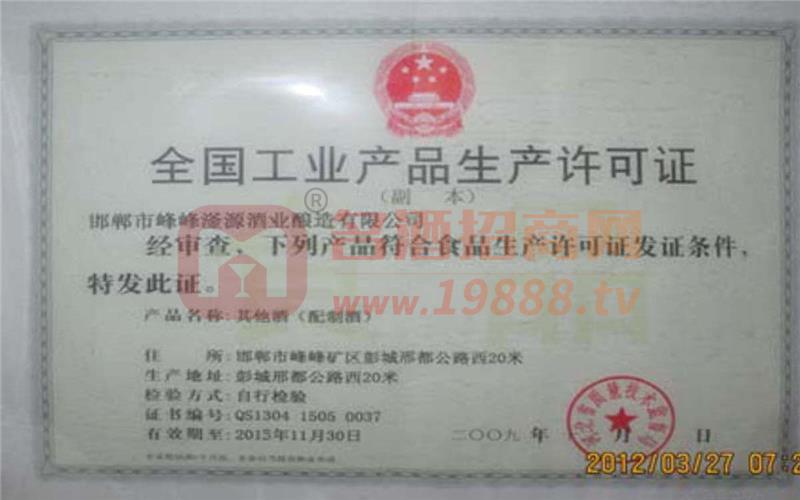 全国工业产品生产许可证
（副 本）
邯郸市峰峰滏源酒业酿造有限公司
经审查，下列产品符合食品生产许可证发证条件，
特发此证。
产品名称：其他酒（配制酒）
住 所：邯郸市峰峰矿区彭城邢都公路西20米
生产地址：彭城邢都公路西20米
检验方式：自行检验
证书编号：QS1304 1505 0037
有效期至：2015年11月30日
二〇〇九 年 月 日
名酒招商网
®
www.19888.tv
2012/03/27 07:2